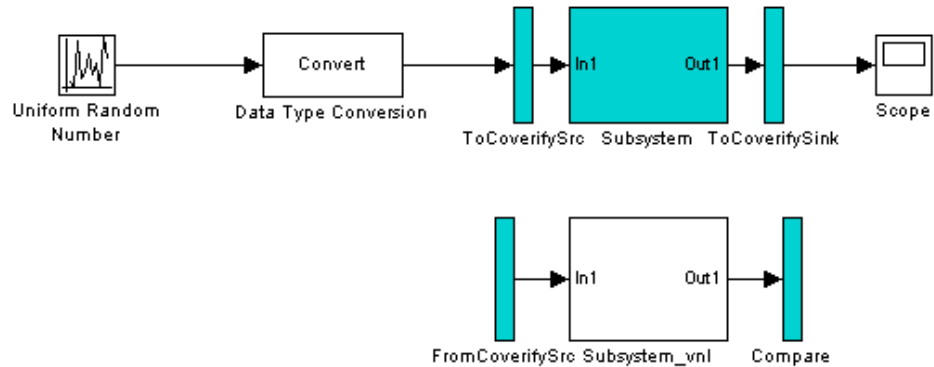 Convert
In1 Out1
Uniform Random
Number
Data Type Conversion
ToCoverifySrc Subsystem ToCoverifySink
Scope
In1 Out1
FromCoverifySrc Subsystem_vnl Compare